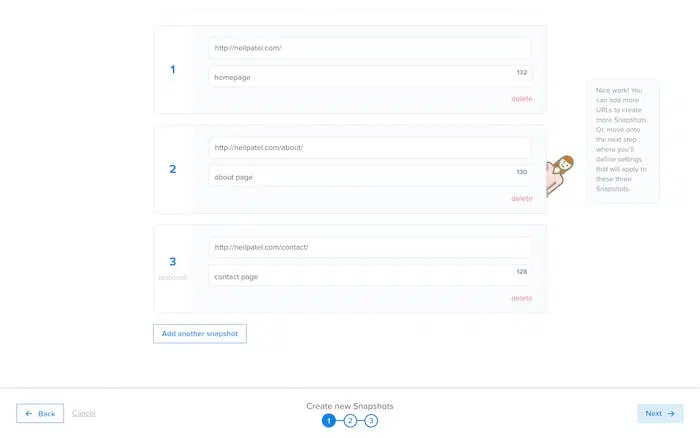 1
http://neilpatel.com/
homepage
132
delete
2
http://neilpatel.com/about/
about page
130
delete
3
(optional)
http://neilpatel.com/contact/
contact page
128
delete
Add another snapshot
Nice work! You
can add more
URLs to create
more Snapshots.
Or, move onto
the next step
where you'll
define settings
that will apply to
these three
Snapshots.
Back
Cancel
Create new Snapshots
1 2 3
Next